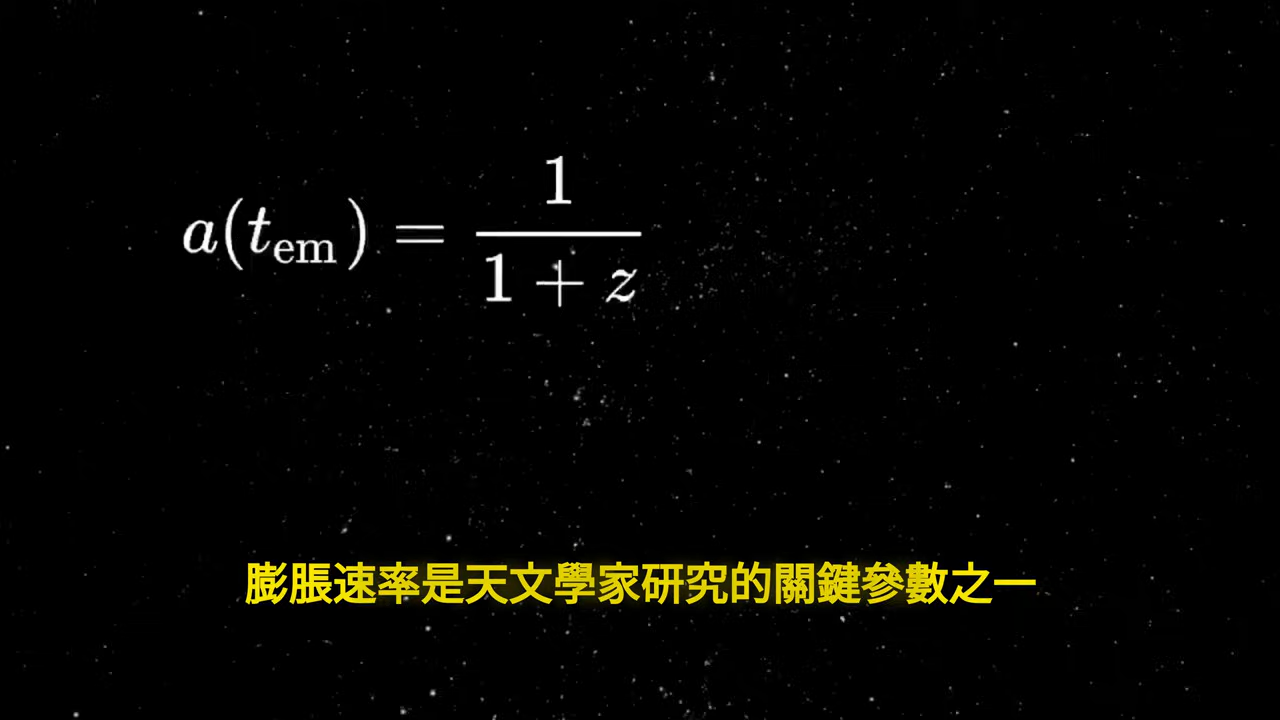 a(t_em) = 1/(1 + z)
膨脹速率是天文學家研究的關鍵參數之一